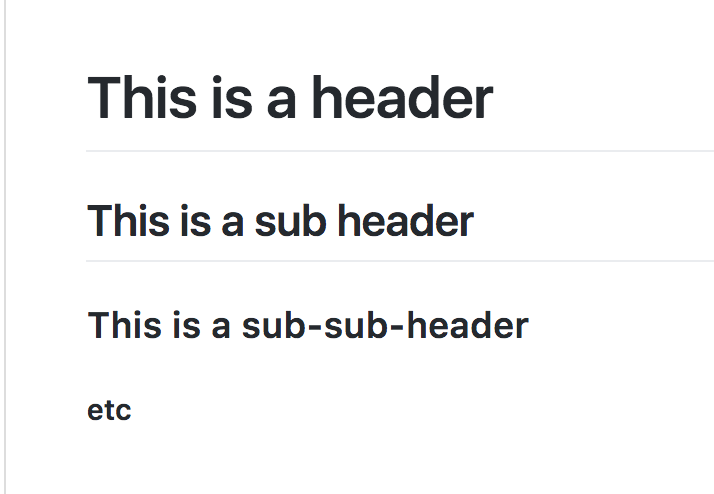 This is a header
This is a sub header
This is a sub-sub-header
etc